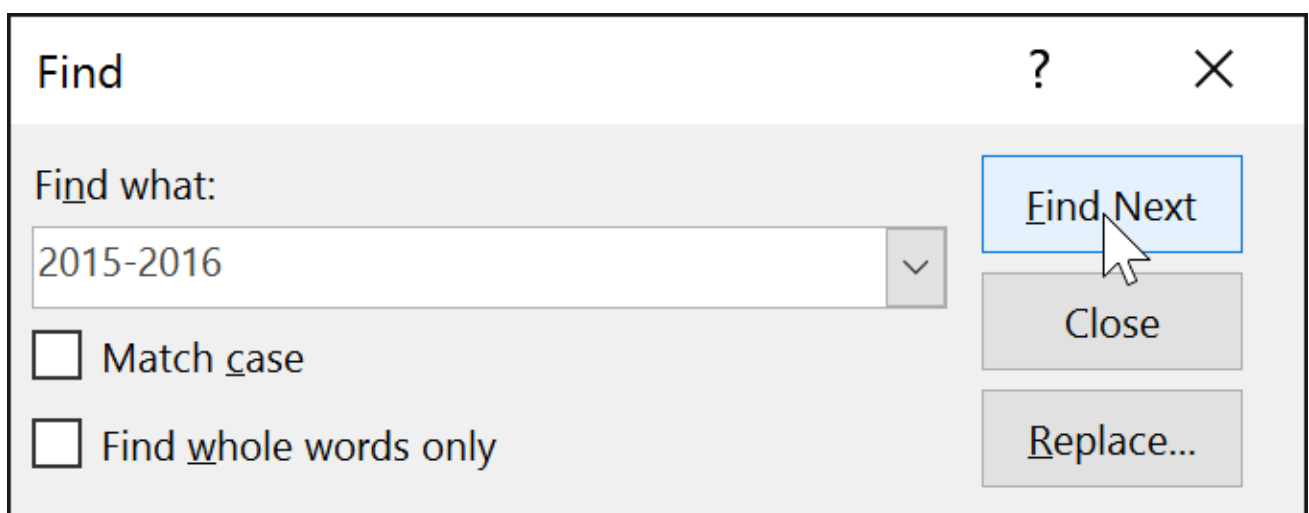 Find ?
Find what:
2015-2016
Match case
Find whole words only
Find Next
Close
Replace...